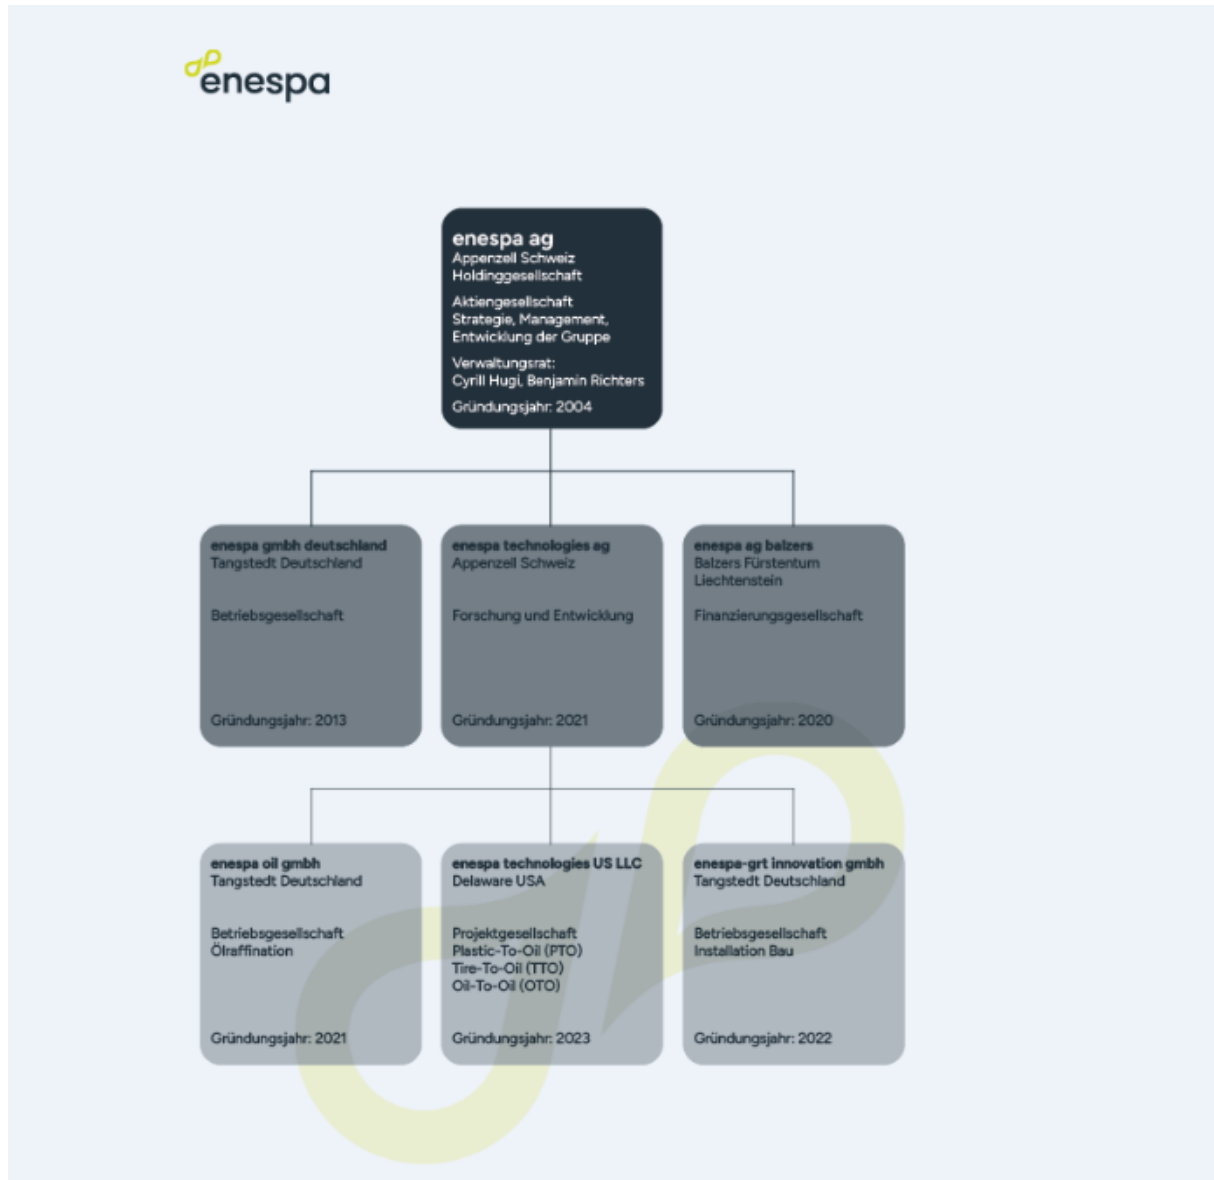 enespa
enespa ag
Appenzell Schweiz
Holdinggesellschaft
Aktiengesellschaft
Strategie, Management,
Entwicklung der Gruppe
Verwaltungsrat:
Cyrill Hugi, Benjamin Richters
Gründungsjahr: 2004
enespa gmbh deutschland
Tangstedt Deutschland
Betriebsgesellschaft
Gründungsjahr: 2013
enespa technologies ag
Appenzell Schweiz
Forschung und Entwicklung
Gründungsjahr: 2021
enespa ag balzers
Balzers Fürstentum
Liechtenstein
Finanzierungsgesellschaft
Gründungsjahr: 2020
enespa oil gmbh
Tangstedt Deutschland
Betriebsgesellschaft
Ölraffination
Gründungsjahr: 2021
enespa technologies US LLC
Delaware USA
Projektgesellschaft
Plastic-To-Oil (PTO)
Tire-To-Oil (TTO)
Oil-To-Oil (OTO)
Gründungsjahr: 2023
enespa-grt innovation gmbh
Tangstedt Deutschland
Betriebsgesellschaft
Installation Bau
Gründungsjahr: 2022